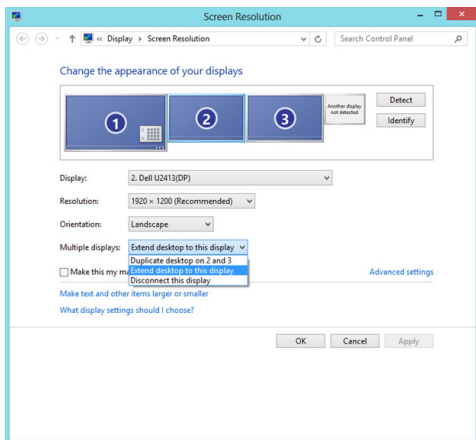 Screen Resolution
« Display Screen Resolution
Search Control Panel
Change the appearance of your displays
1
2
3
Another display
not detected
Detect
Identify
Display: 2. Dell U2413(DP)
Resolution: 1920 × 1200 (Recommended)
Orientation: Landscape
Multiple displays: Extend desktop to this display
Duplicate desktop on 2 and 3
Extend desktop to this display
Disconnect this display
Make this my m
Advanced settings
Make text and other items larger or smaller
What display settings should I choose?
OK
Cancel
Apply